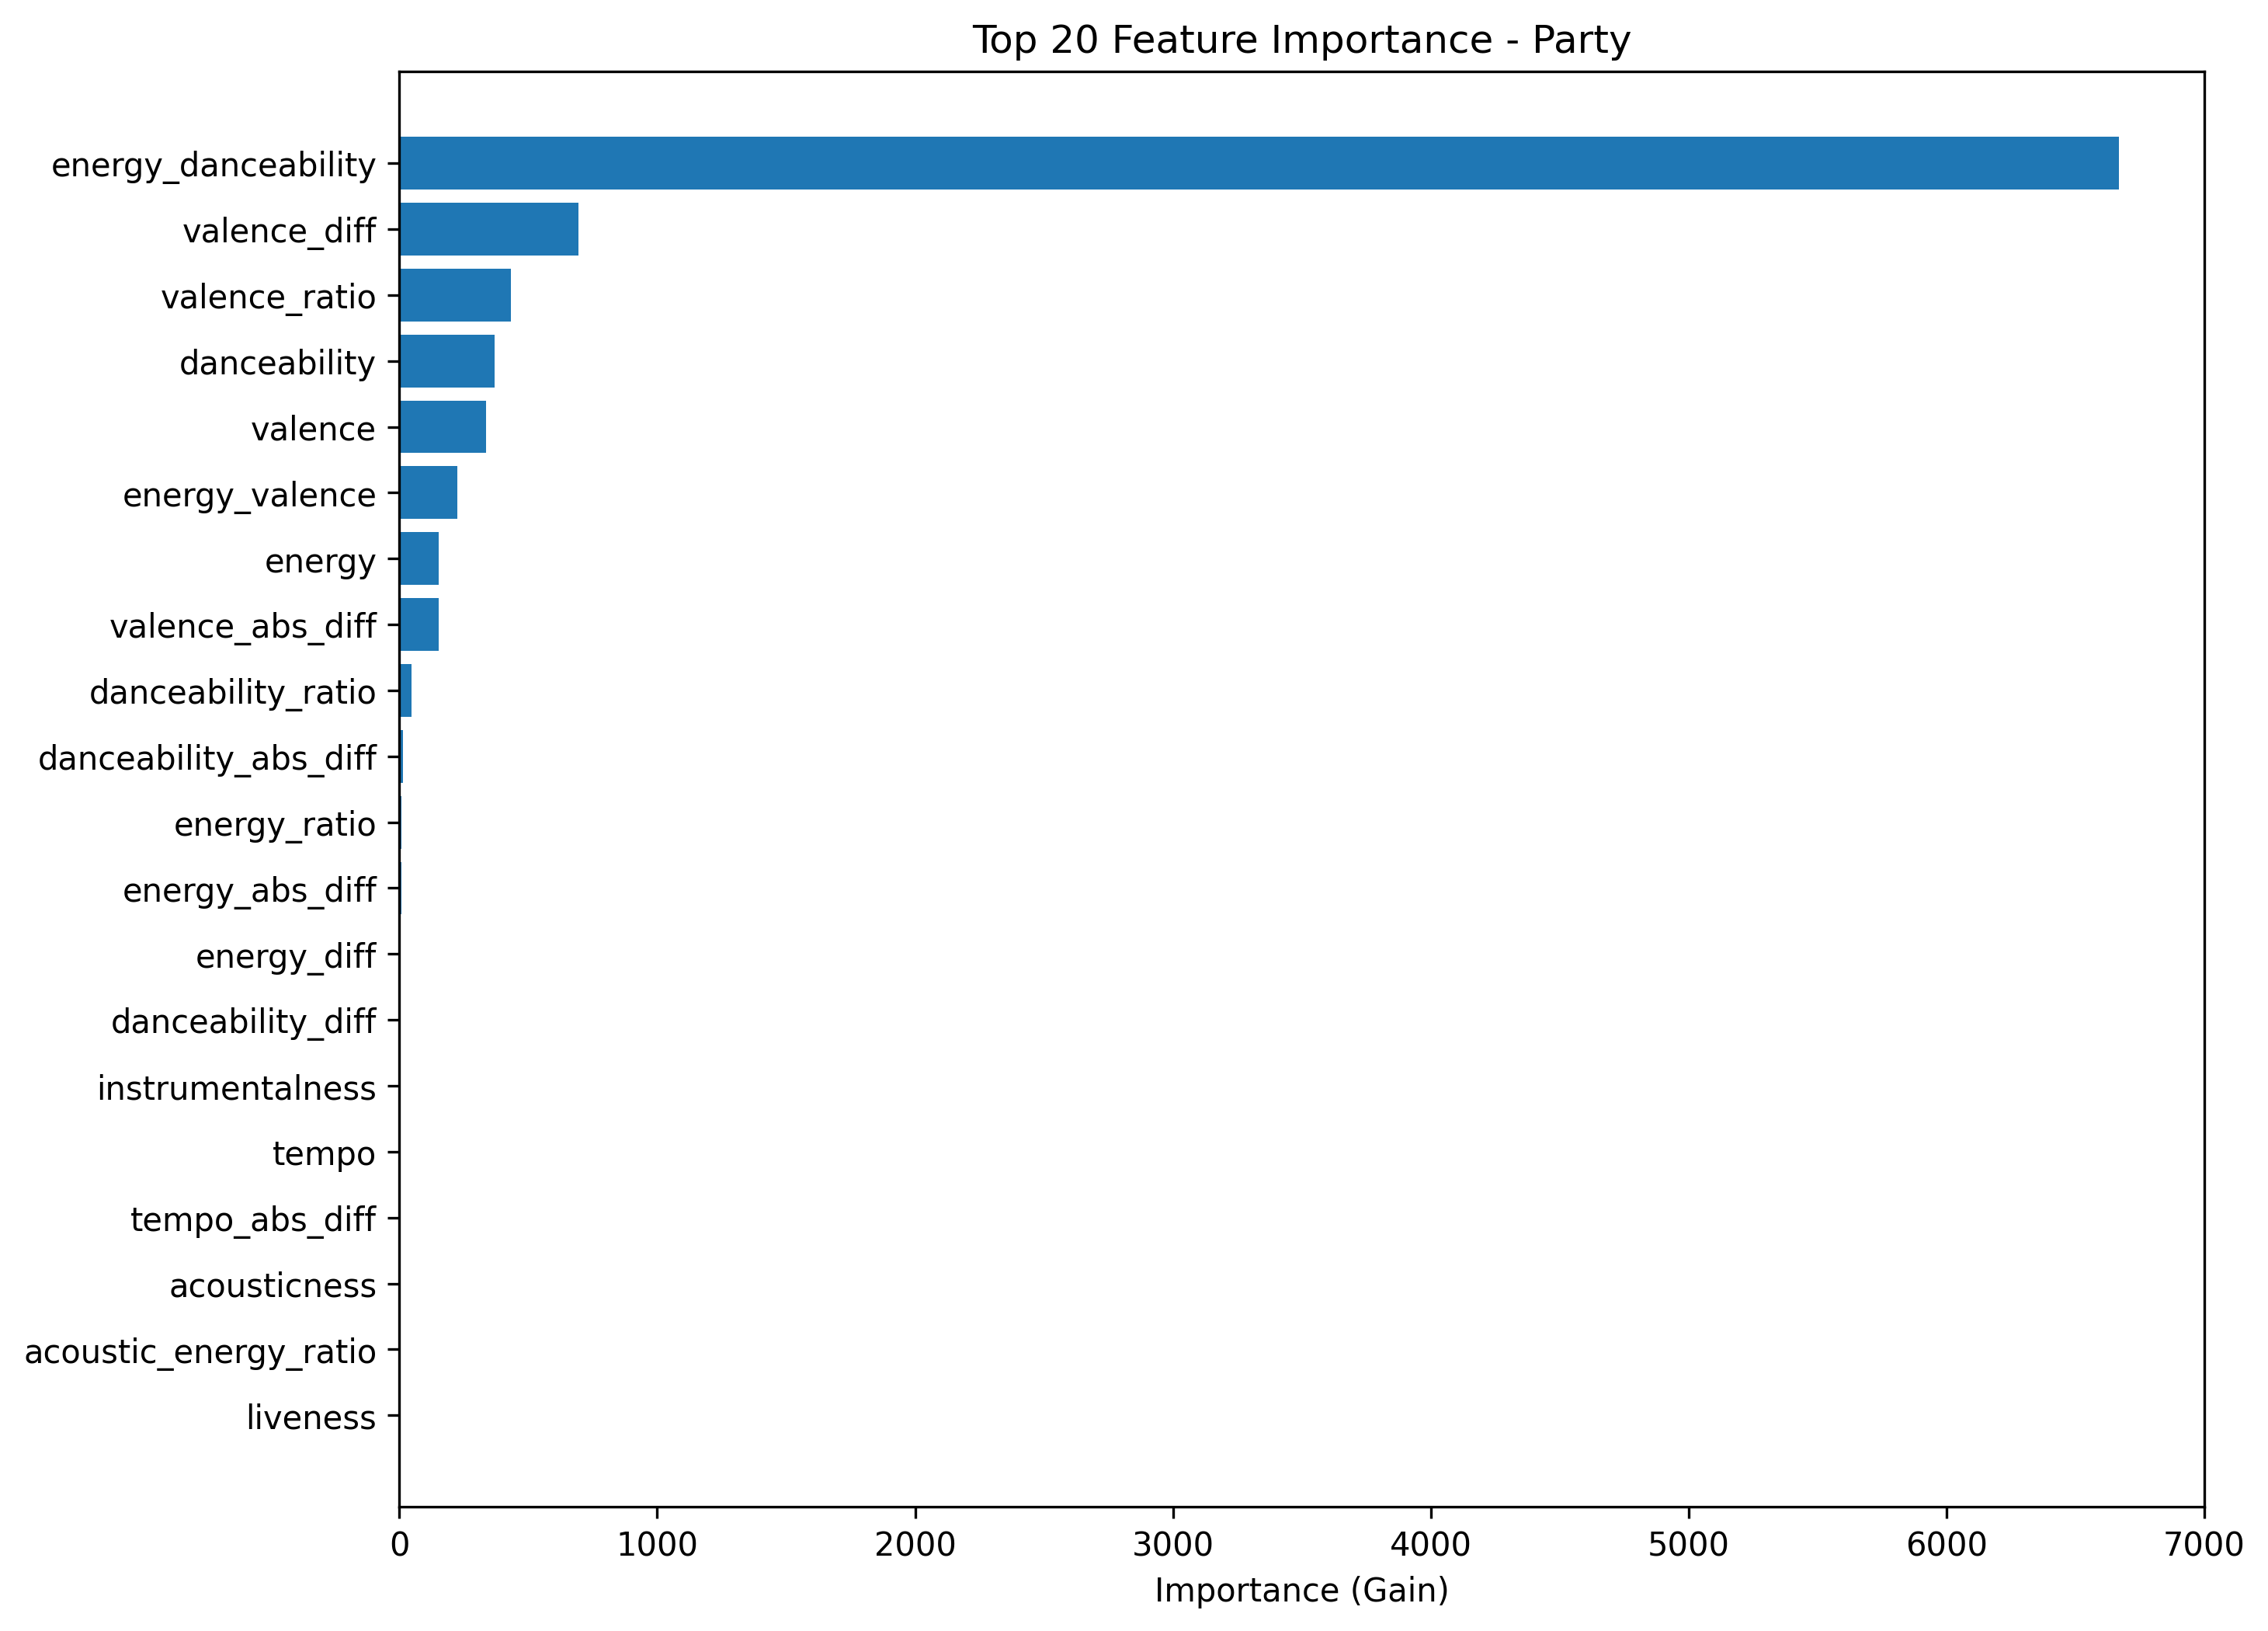 Top 20 Feature Importance - Party
energy_danceability
valence_diff
valence_ratio
danceability
valence
energy_valence
energy
valence_abs_diff
danceability_ratio
danceability_abs_diff
energy_ratio
energy_abs_diff
energy_diff
danceability_diff
instrumentalness
tempo
tempo_abs_diff
acousticness
acoustic_energy_ratio
liveness
0 1000 2000 3000 4000 5000 6000 7000
Importance (Gain)